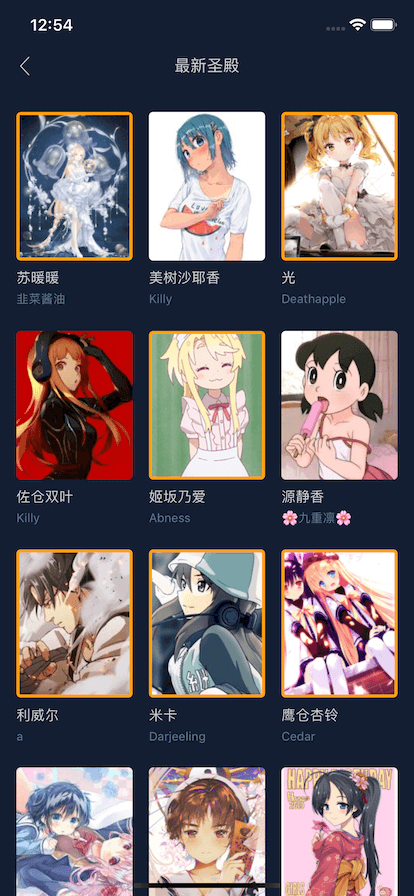 12:54
最新圣殿
苏暖暖
韭菜酱油
美树沙耶香
Killy
光
Deathapple
佐仓双叶
Killy
姬坂乃爱
Abness
源静香
🌸九重凛🌸
利威尔
a
米卡
Darjeeling
鹰仓杏铃
Cedar
HAPPY BIRTHDAY